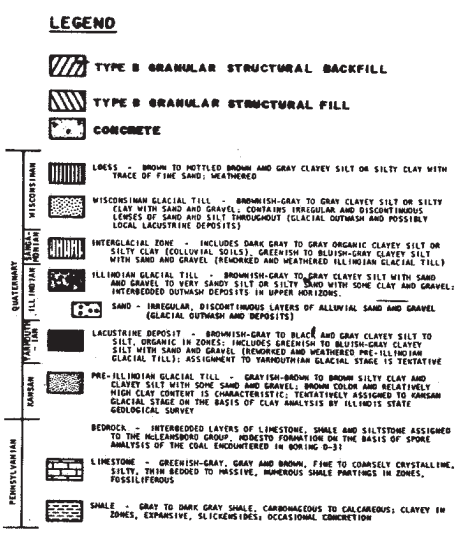 LEGEND
TYPE B GRANULAR STRUCTURAL BACKFILL
TYPE B GRANULAR STRUCTURAL FILL
CONCRETE
QUATERNARY
WISCONSINAN
LOESS - BROWN TO MOTTLED BROWN AND GRAY CLAYEY SILT OR SILTY CLAY WITH
TRACE OF FINE SAND; WEATHERED
WISCONSINAN GLACIAL TILL - BROWNISH-GRAY TO GRAY CLAYEY SILT OR SILTY
CLAY WITH SAND AND GRAVEL; CONTAINS IRREGULAR AND DISCONTINUOUS
LENSES OF SAND AND SILT THROUGHOUT (GLACIAL OUTWASH AND POSSIBLY
LOCAL LACUSTRINE DEPOSITS)
SANGA-
MONIAN
INTERGLACIAL ZONE - INCLUDES DARK GRAY TO GRAY ORGANIC CLAYEY SILT OR
SILTY CLAY (COLLUVIAL SOILS), GREENISH TO BLUISH-GRAY CLAYEY SILT
WITH SAND AND GRAVEL (REWORKED AND WEATHERED ILLINOIAN GLACIAL TILL)
ILLINOIAN
ILLINOIAN GLACIAL TILL - BROWNISH-GRAY TO GRAY CLAYEY SILT WITH SAND
AND GRAVEL TO VERY SANDY SILT OR SILTY SAND WITH SOME CLAY AND GRAVEL;
INTERBEDDED OUTWASH DEPOSITS IN UPPER HORIZONS.
SAND - IRREGULAR, DISCONTINUOUS LAYERS OF ALLUVIAL SAND AND GRAVEL
(GLACIAL OUTWASH AND DEPOSITS)
YARMOUTH
-IAN
LACUSTRINE DEPOSIT - BROWNISH-GRAY TO BLACK AND GRAY CLAYEY SILT TO
SILT, ORGANIC IN ZONES; INCLUDES GREENISH TO BLUISH-GRAY CLAYEY
SILT WITH SAND AND GRAVEL (REWORKED AND WEATHERED PRE-ILLINOIAN
GLACIAL TILL); ASSIGNMENT TO YARMOUTHIAN GLACIAL STAGE IS TENTATIVE
KANSAN
PRE-ILLINOIAN GLACIAL TILL - GRAYISH-BROWN TO BROWN SILTY CLAY AND
CLAYEY SILT WITH SOME SAND AND GRAVEL; BROWN COLOR AND RELATIVELY
HIGH CLAY CONTENT IS CHARACTERISTIC; TENTATIVELY ASSIGNED TO KANSAN
GLACIAL STAGE ON THE BASIS OF CLAY ANALYSIS BY ILLINOIS STATE
GEOLOGICAL SURVEY
PENNSYLVANIAN
BEDROCK - INTERBEDDED LAYERS OF LIMESTONE, SHALE AND SILTSTONE ASSIGNED
TO THE McLEANSBORO GROUP, MODESTO FORMATION ON THE BASIS OF SPORE
ANALYSIS OF THE COAL ENCOUNTERED IN BORING D-31
LIMESTONE - GREENISH-GRAY, GRAY AND BROWN, FINE TO COARSELY CRYSTALLINE,
SILTY, THIN BEDDED TO MASSIVE, NUMEROUS SHALE PARTINGS IN ZONES,
FOSSILIFEROUS
SHALE - GRAY TO DARK GRAY SHALE, CARBONACEOUS TO CALCAREOUS; CLAYEY IN
ZONES, EXPANSIVE, SLICKENSIDES; OCCASIONAL CONCRETION